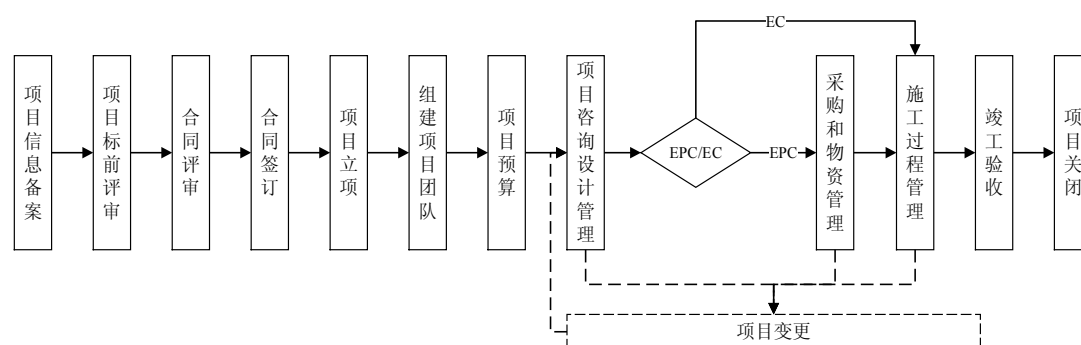 项目信息备案
项目标前评审
合同评审
合同签订
项目立项
组建项目团队
项目预算
项目咨询设计管理
EPC/EC
EC
EPC
采购和物资管理
施工过程管理
竣工验收
项目关闭
项目变更